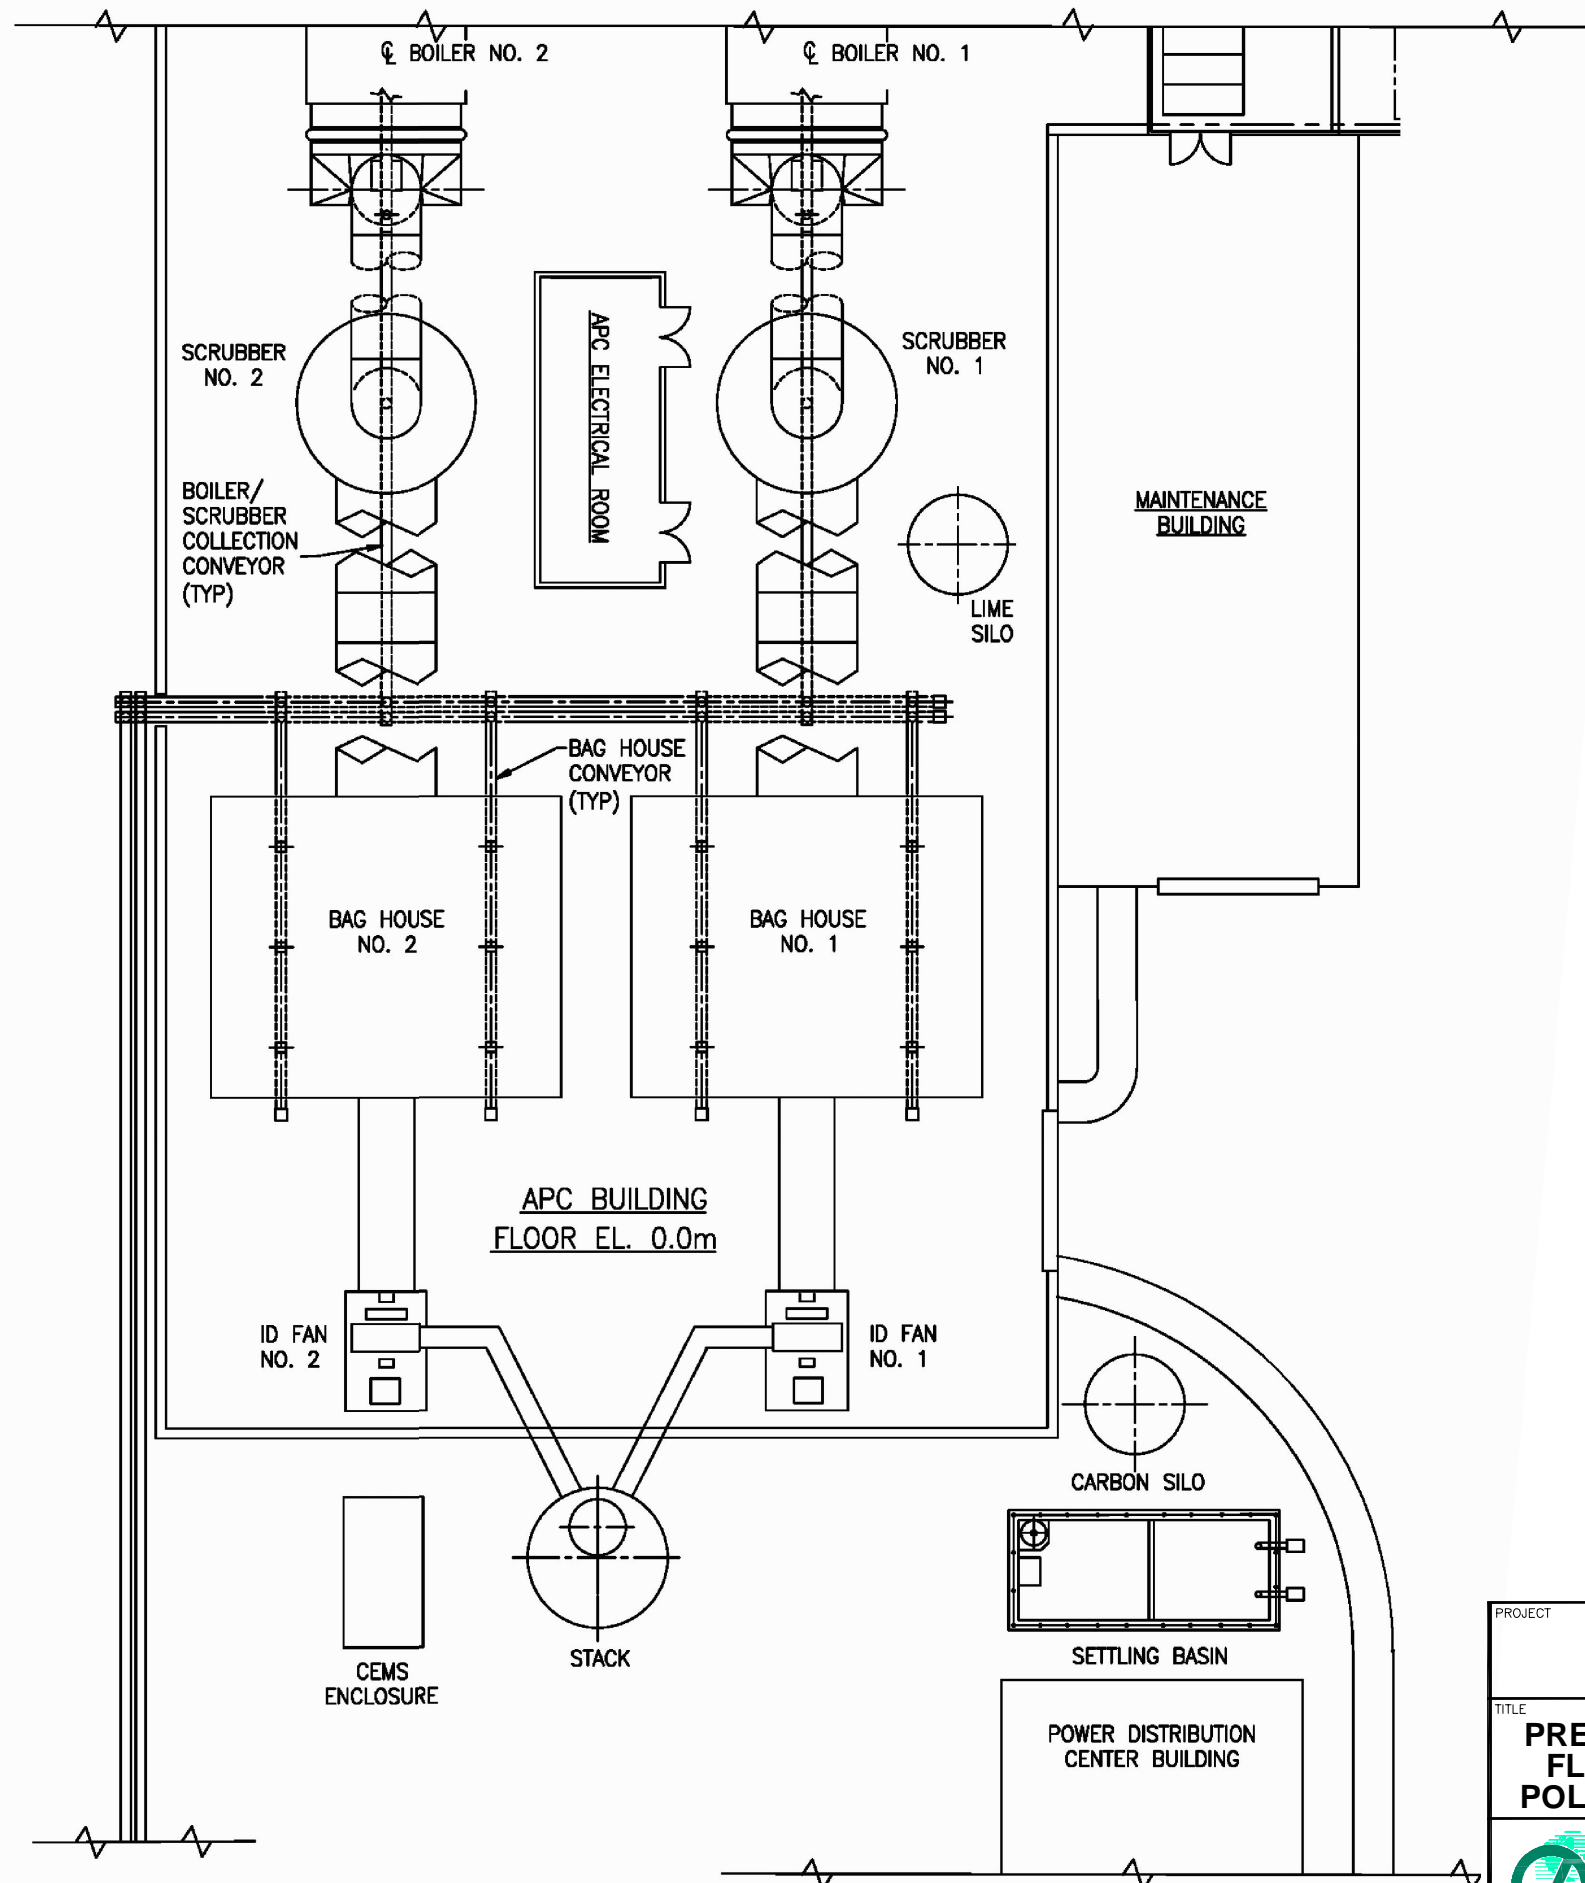 ℄ BOILER NO. 2
℄ BOILER NO. 1
SCRUBBER
NO. 2
APC ELECTRICAL ROOM
SCRUBBER
NO. 1
BOILER/
SCRUBBER
COLLECTION
CONVEYOR
(TYP)
MAINTENANCE
BUILDING
LIME
SILO
BAG HOUSE
CONVEYOR
(TYP)
BAG HOUSE
NO. 2
BAG HOUSE
NO. 1
APC BUILDING
FLOOR EL. 0.0m
ID FAN
NO. 2
ID FAN
NO. 1
CARBON SILO
STACK
CEMS
ENCLOSURE
SETTLING BASIN
POWER DISTRIBUTION
CENTER BUILDING
PROJECT
TITLE
PRE
FL
POL